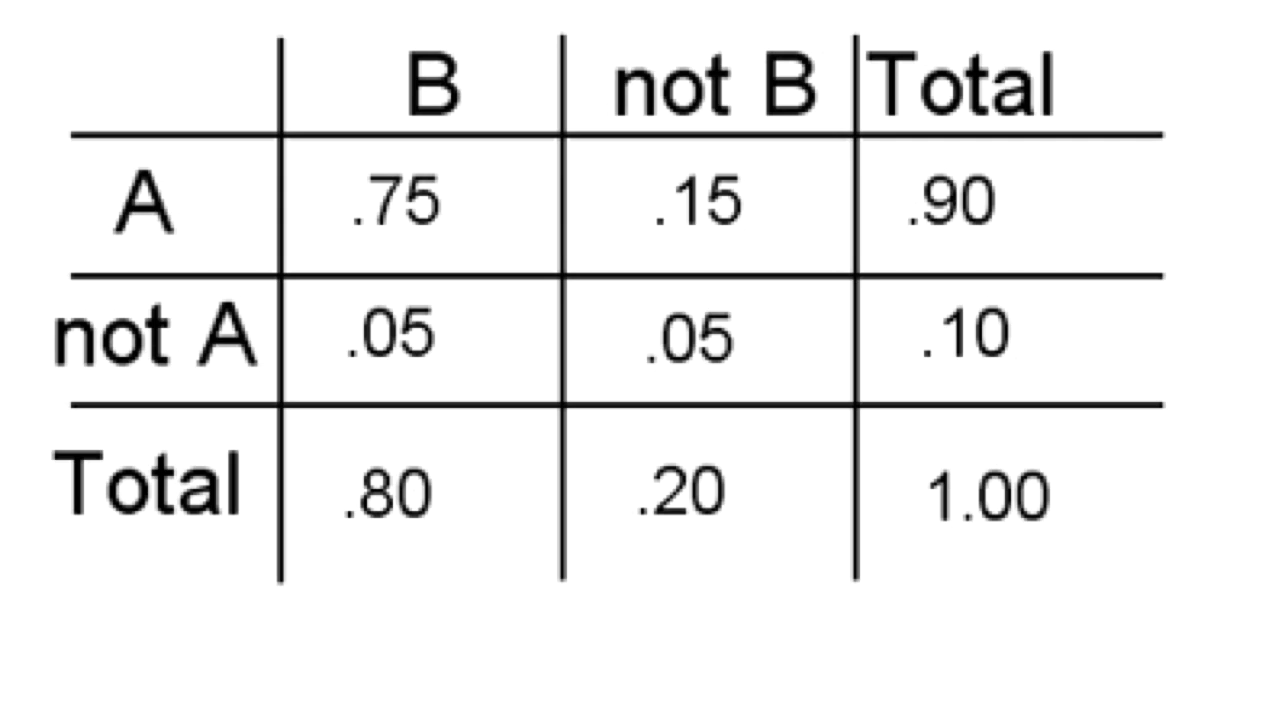 B not B Total
A .75 .15 .90
not A .05 .05 .10
Total .80 .20 1.00